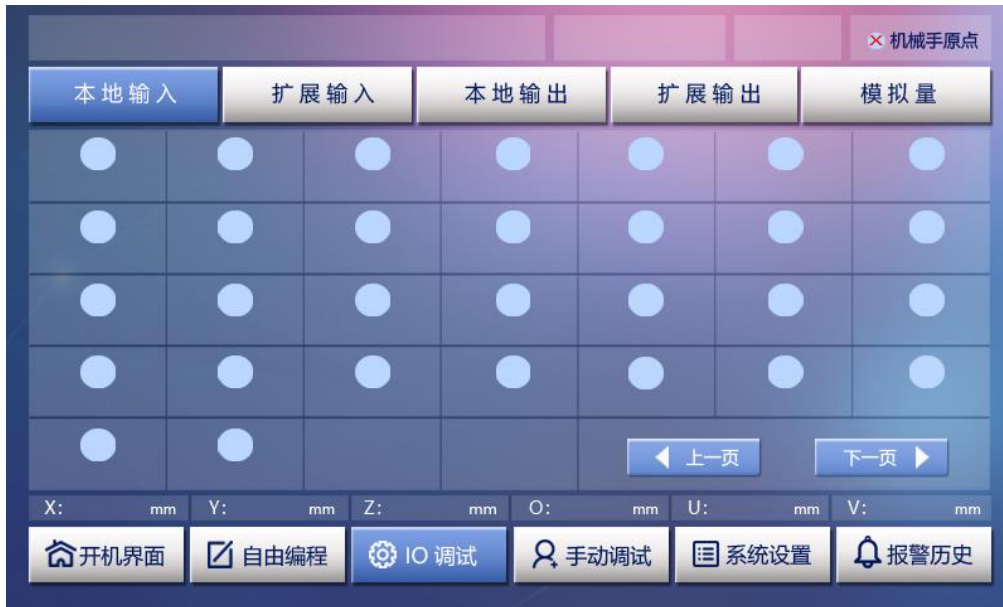 机械手原点
本地输入 扩展输入 本地输出 扩展输出 模拟量
上一页 下一页
X: mm Y: mm Z: mm O: mm U: mm V: mm
开机界面 自由编程 IO 调试 手动调试 系统设置 报警历史